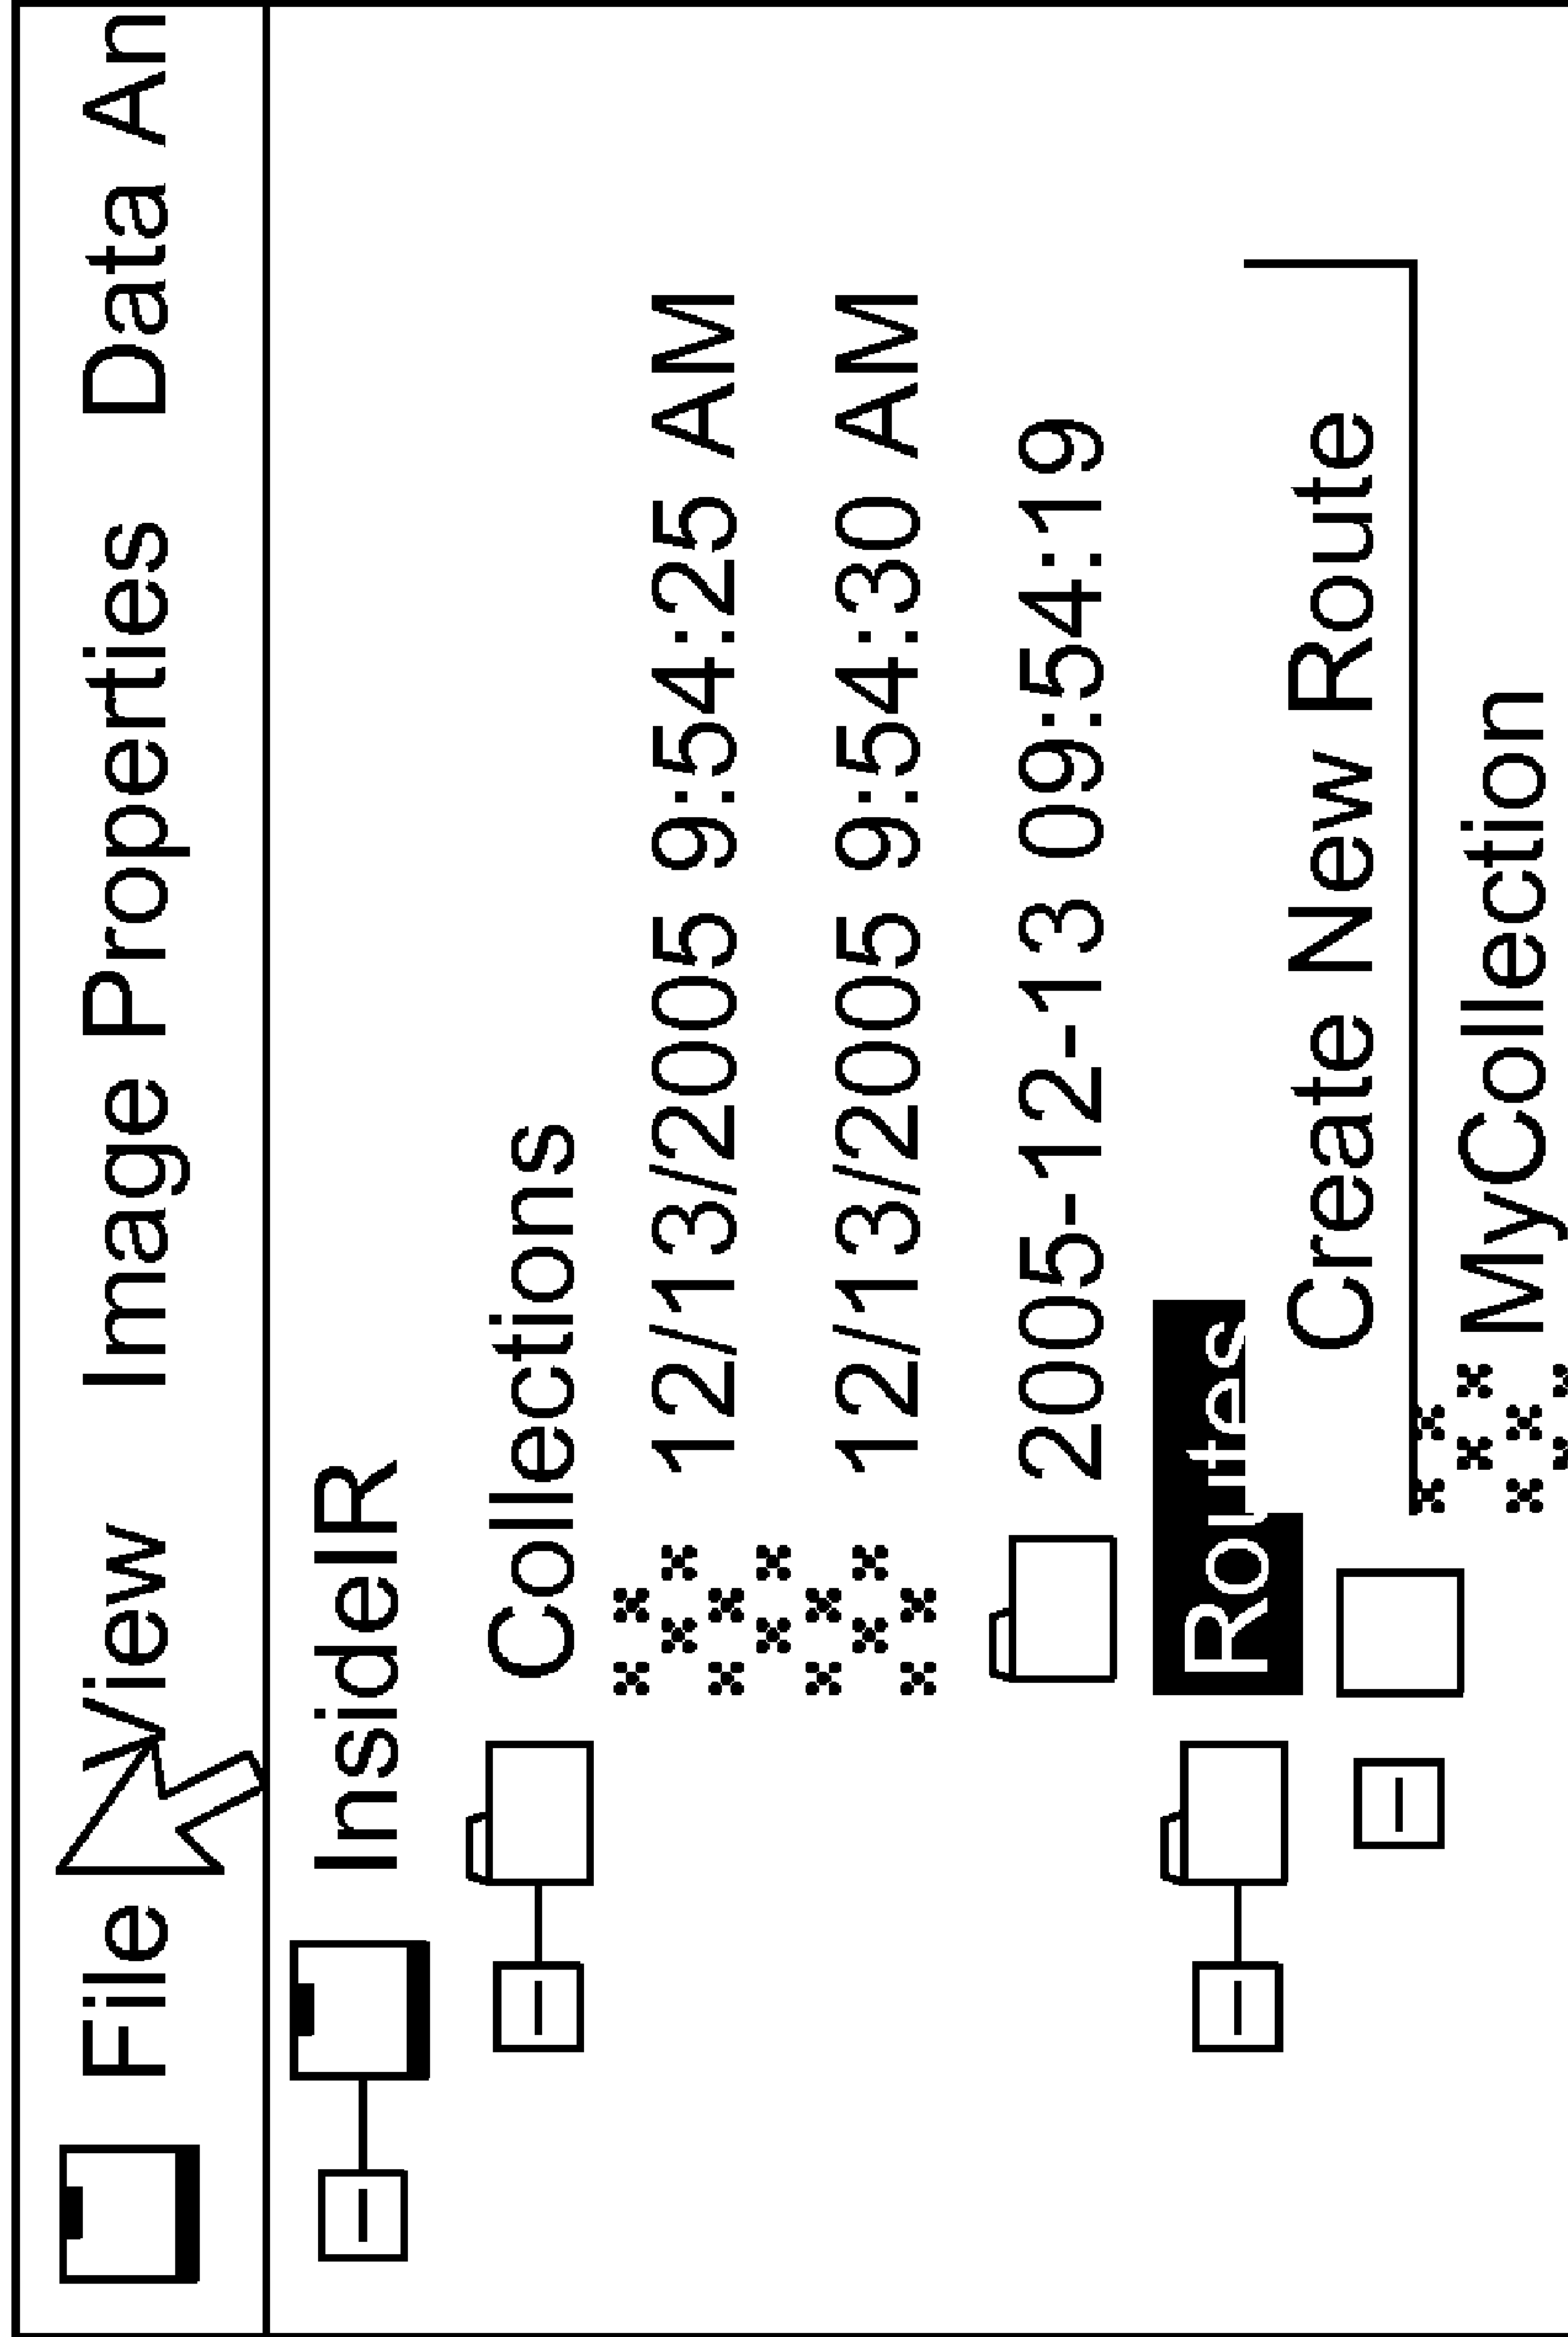 File View Image Properties Data An
InsideIR
Collections
12/13/2005 9:54:25 AM
12/13/2005 9:54:30 AM
2005-12-13 09:54:19
Routes
Create New Route
MyCollection